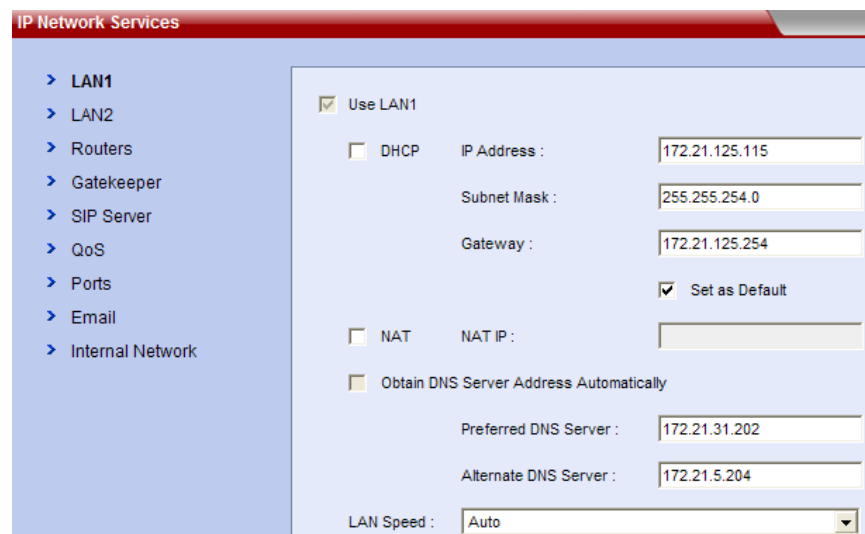 IP Network Services
LAN1
LAN2
Routers
Gatekeeper
SIP Server
QoS
Ports
Email
Internal Network
Use LAN1
DHCP IP Address : 172.21.125.115
Subnet Mask : 255.255.254.0
Gateway : 172.21.125.254
Set as Default
NAT NAT IP :
Obtain DNS Server Address Automatically
Preferred DNS Server : 172.21.31.202
Alternate DNS Server : 172.21.5.204
LAN Speed : Auto